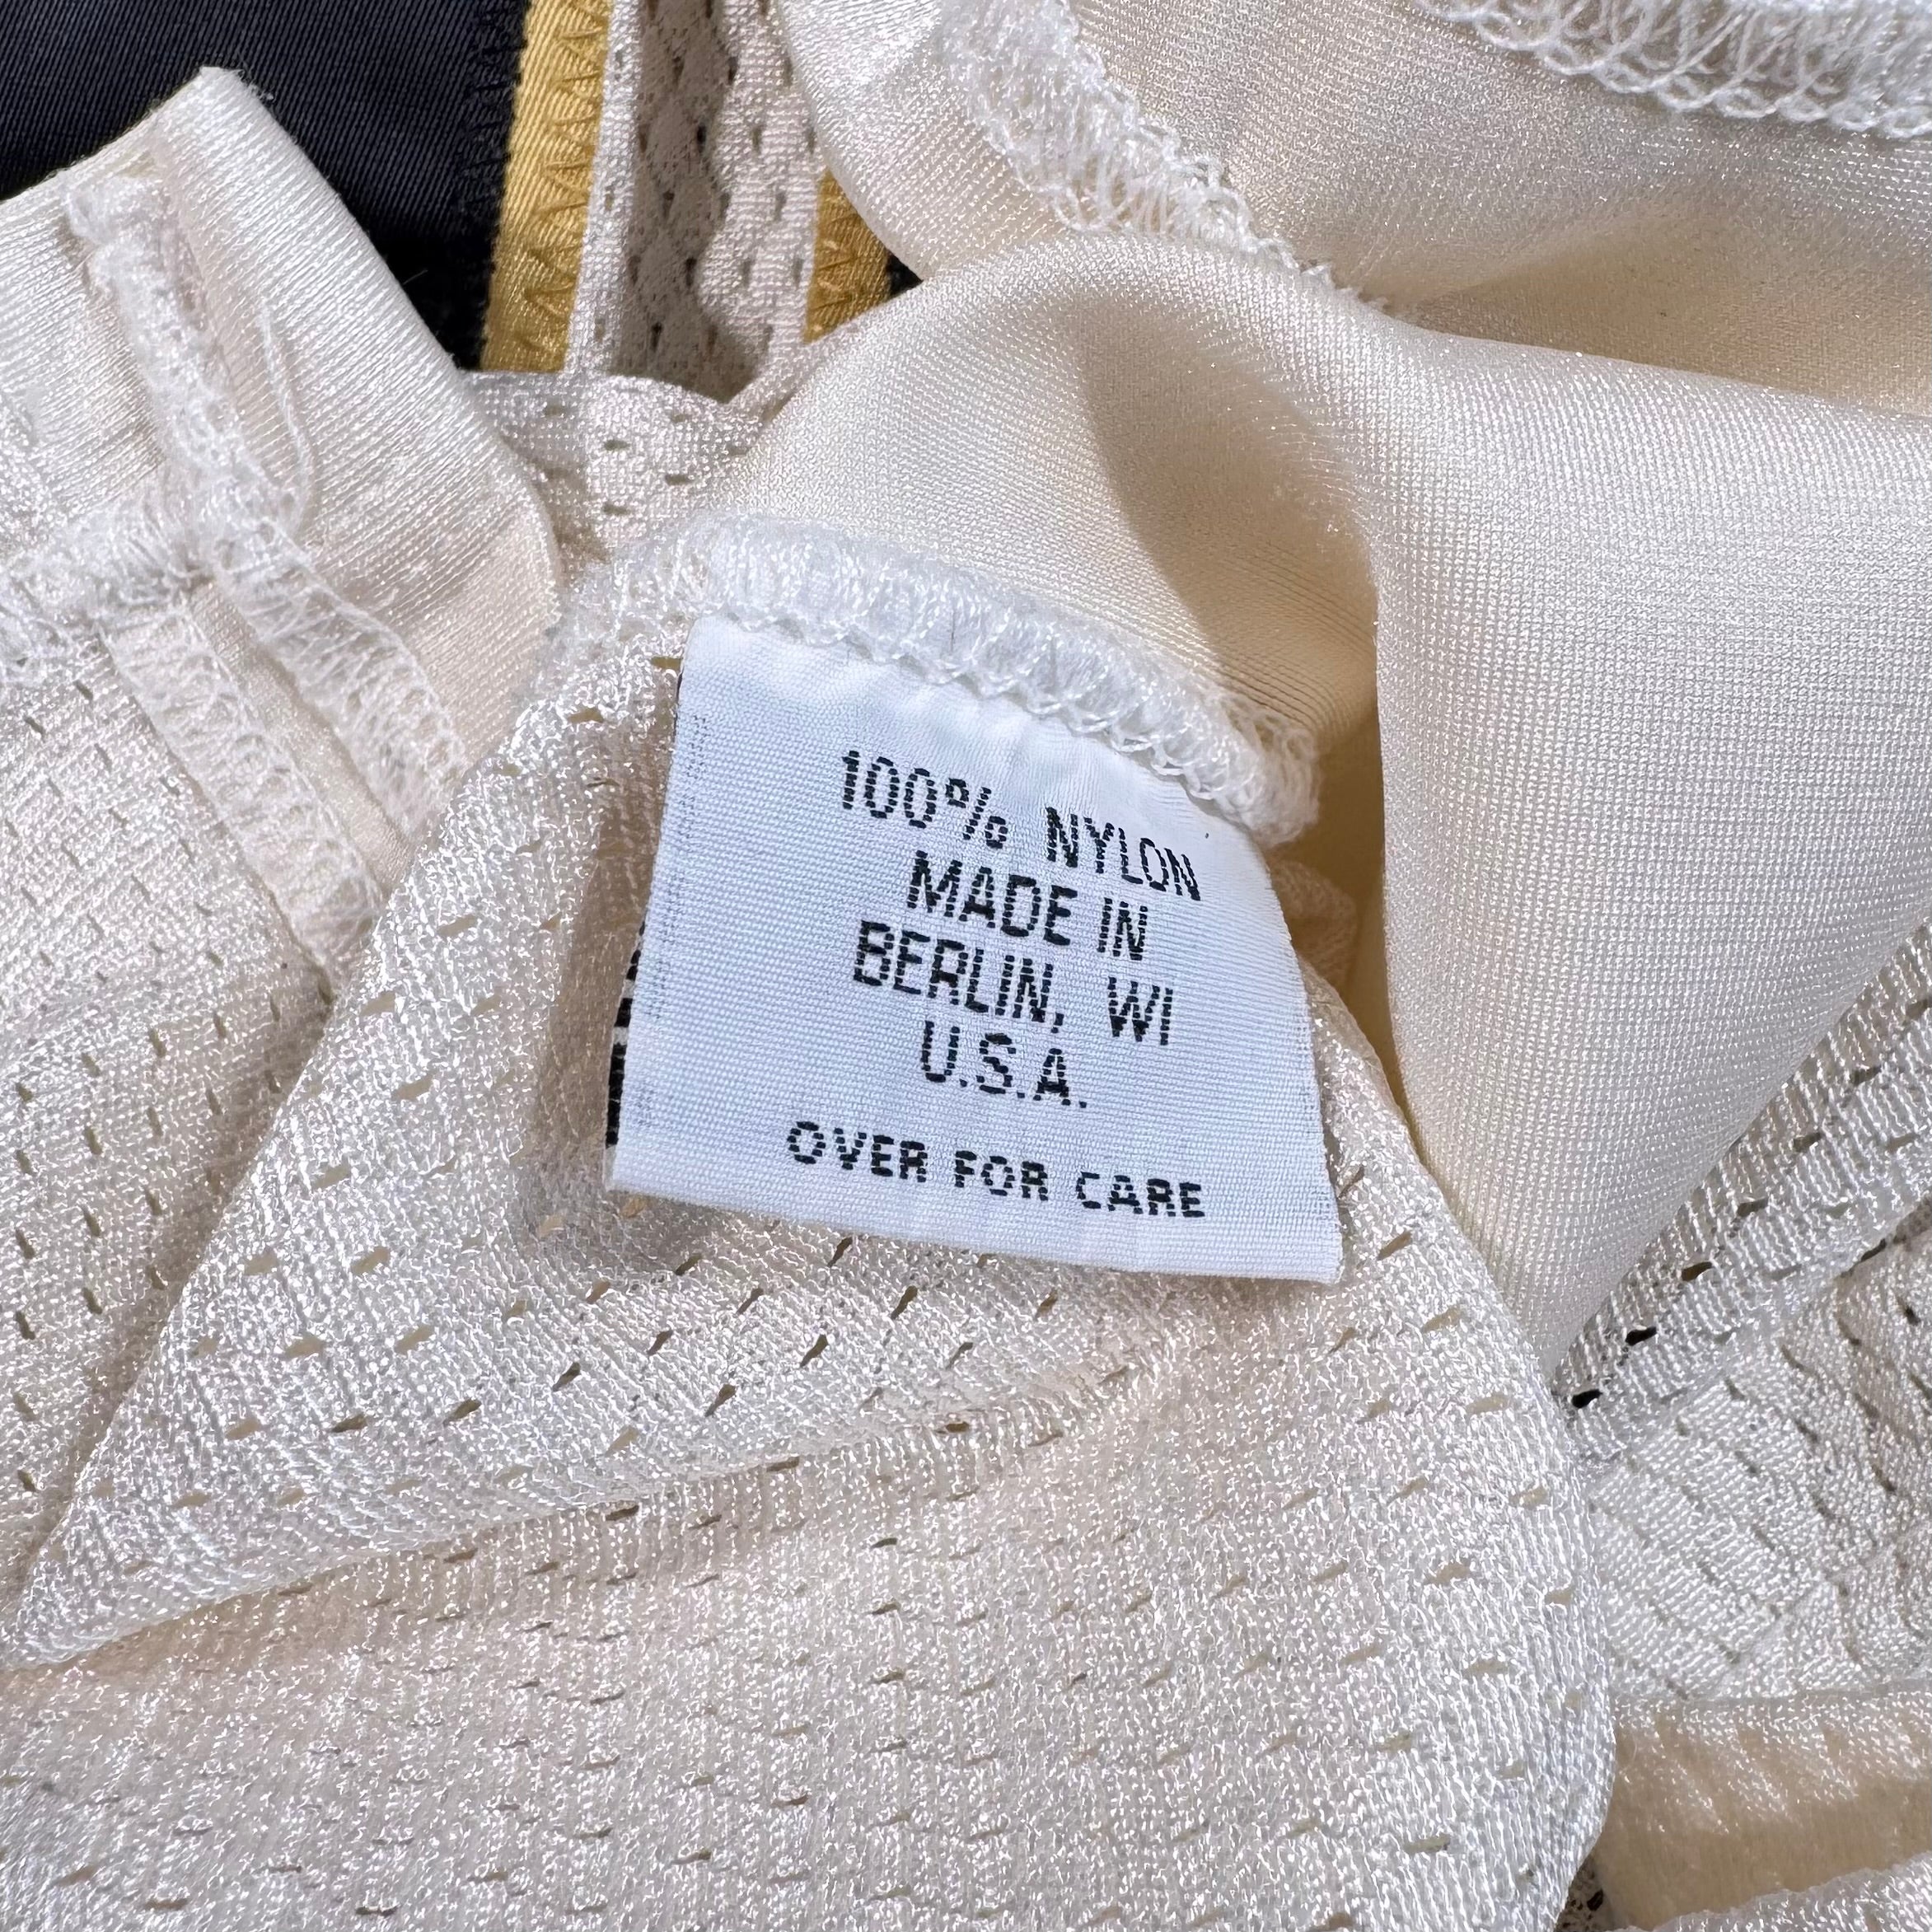 100% NYLON
MADE IN
BERLIN, WI
U.S.A.
OVER FOR CARE